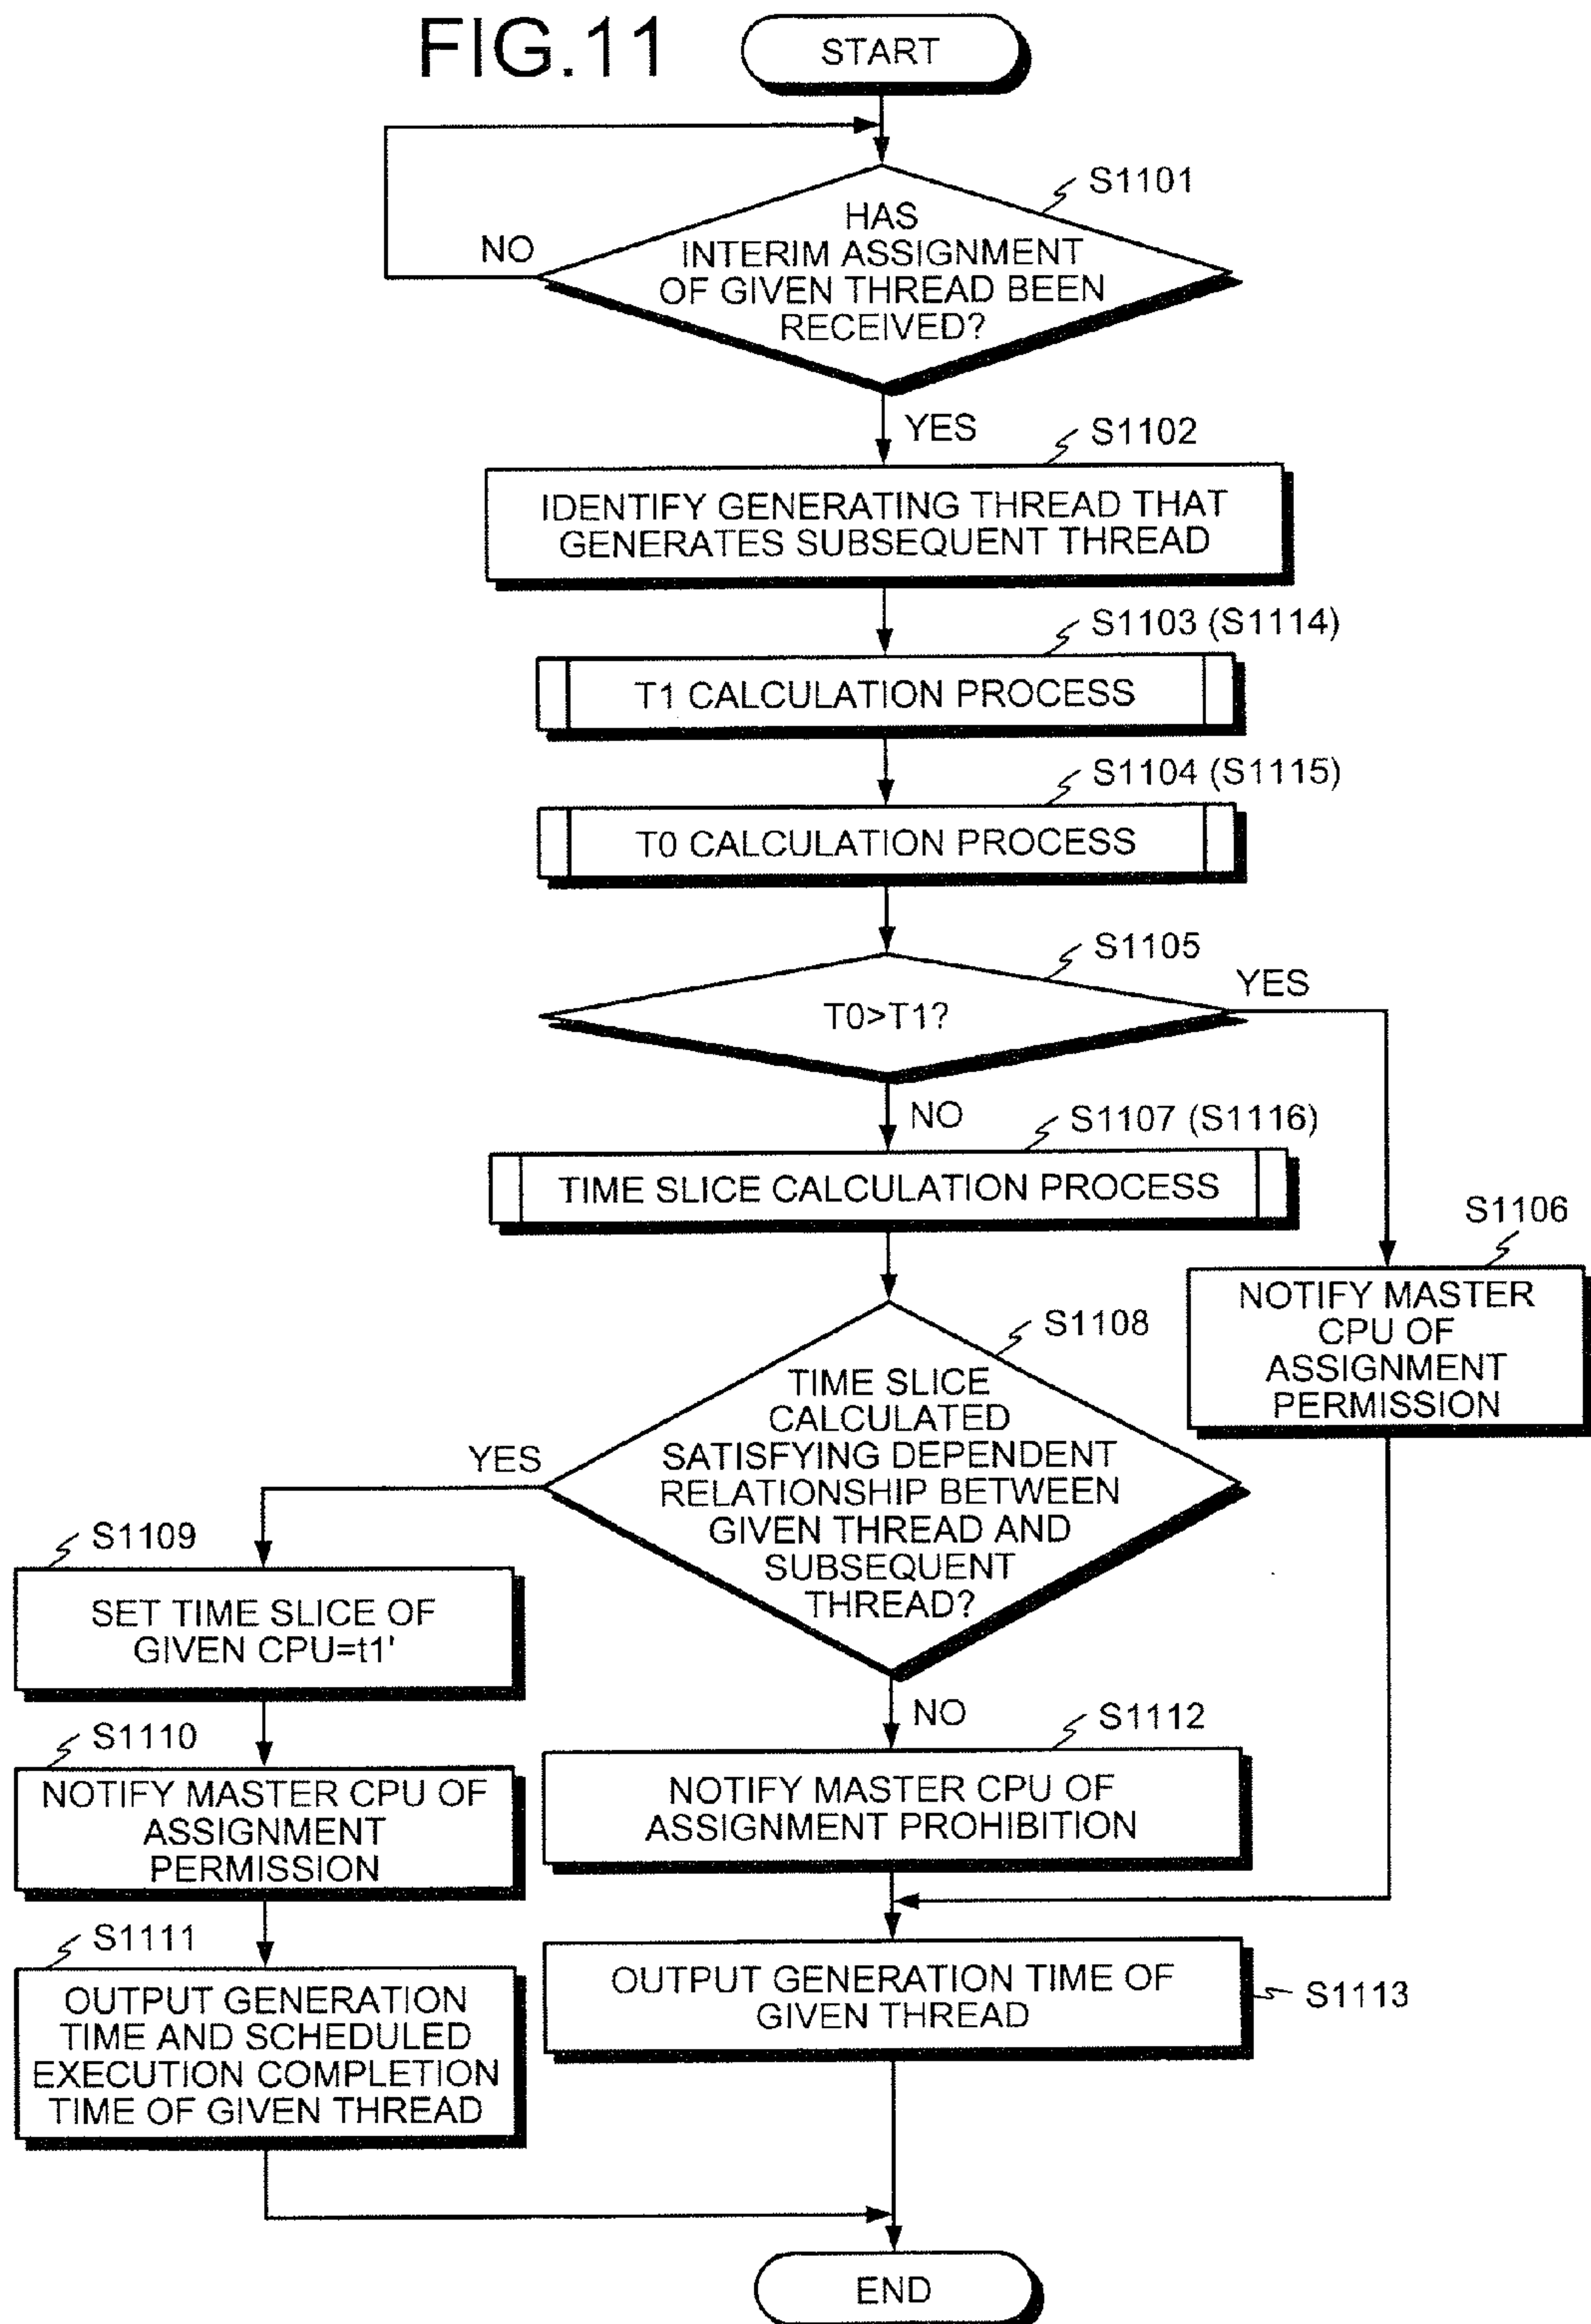 FIG.11
START
S1101
HAS
INTERIM ASSIGNMENT
OF GIVEN THREAD BEEN
RECEIVED?
NO
YES
S1102
IDENTIFY GENERATING THREAD THAT
GENERATES SUBSEQUENT THREAD
S1103 (S1114)
T1 CALCULATION PROCESS
S1104 (S1115)
T0 CALCULATION PROCESS
S1105
T0>T1?
YES
NO
S1107 (S1116)
TIME SLICE CALCULATION PROCESS
S1106
NOTIFY MASTER
CPU OF
ASSIGNMENT
PERMISSION
S1108
TIME SLICE
CALCULATED
SATISFYING DEPENDENT
RELATIONSHIP BETWEEN
GIVEN THREAD AND
SUBSEQUENT
THREAD?
YES
S1109
SET TIME SLICE OF
GIVEN CPU=t1'
S1110
NOTIFY MASTER CPU OF
ASSIGNMENT
PERMISSION
S1111
OUTPUT GENERATION
TIME AND SCHEDULED
EXECUTION COMPLETION
TIME OF GIVEN THREAD
NO
S1112
NOTIFY MASTER CPU OF
ASSIGNMENT PROHIBITION
OUTPUT GENERATION TIME OF
GIVEN THREAD
S1113
END